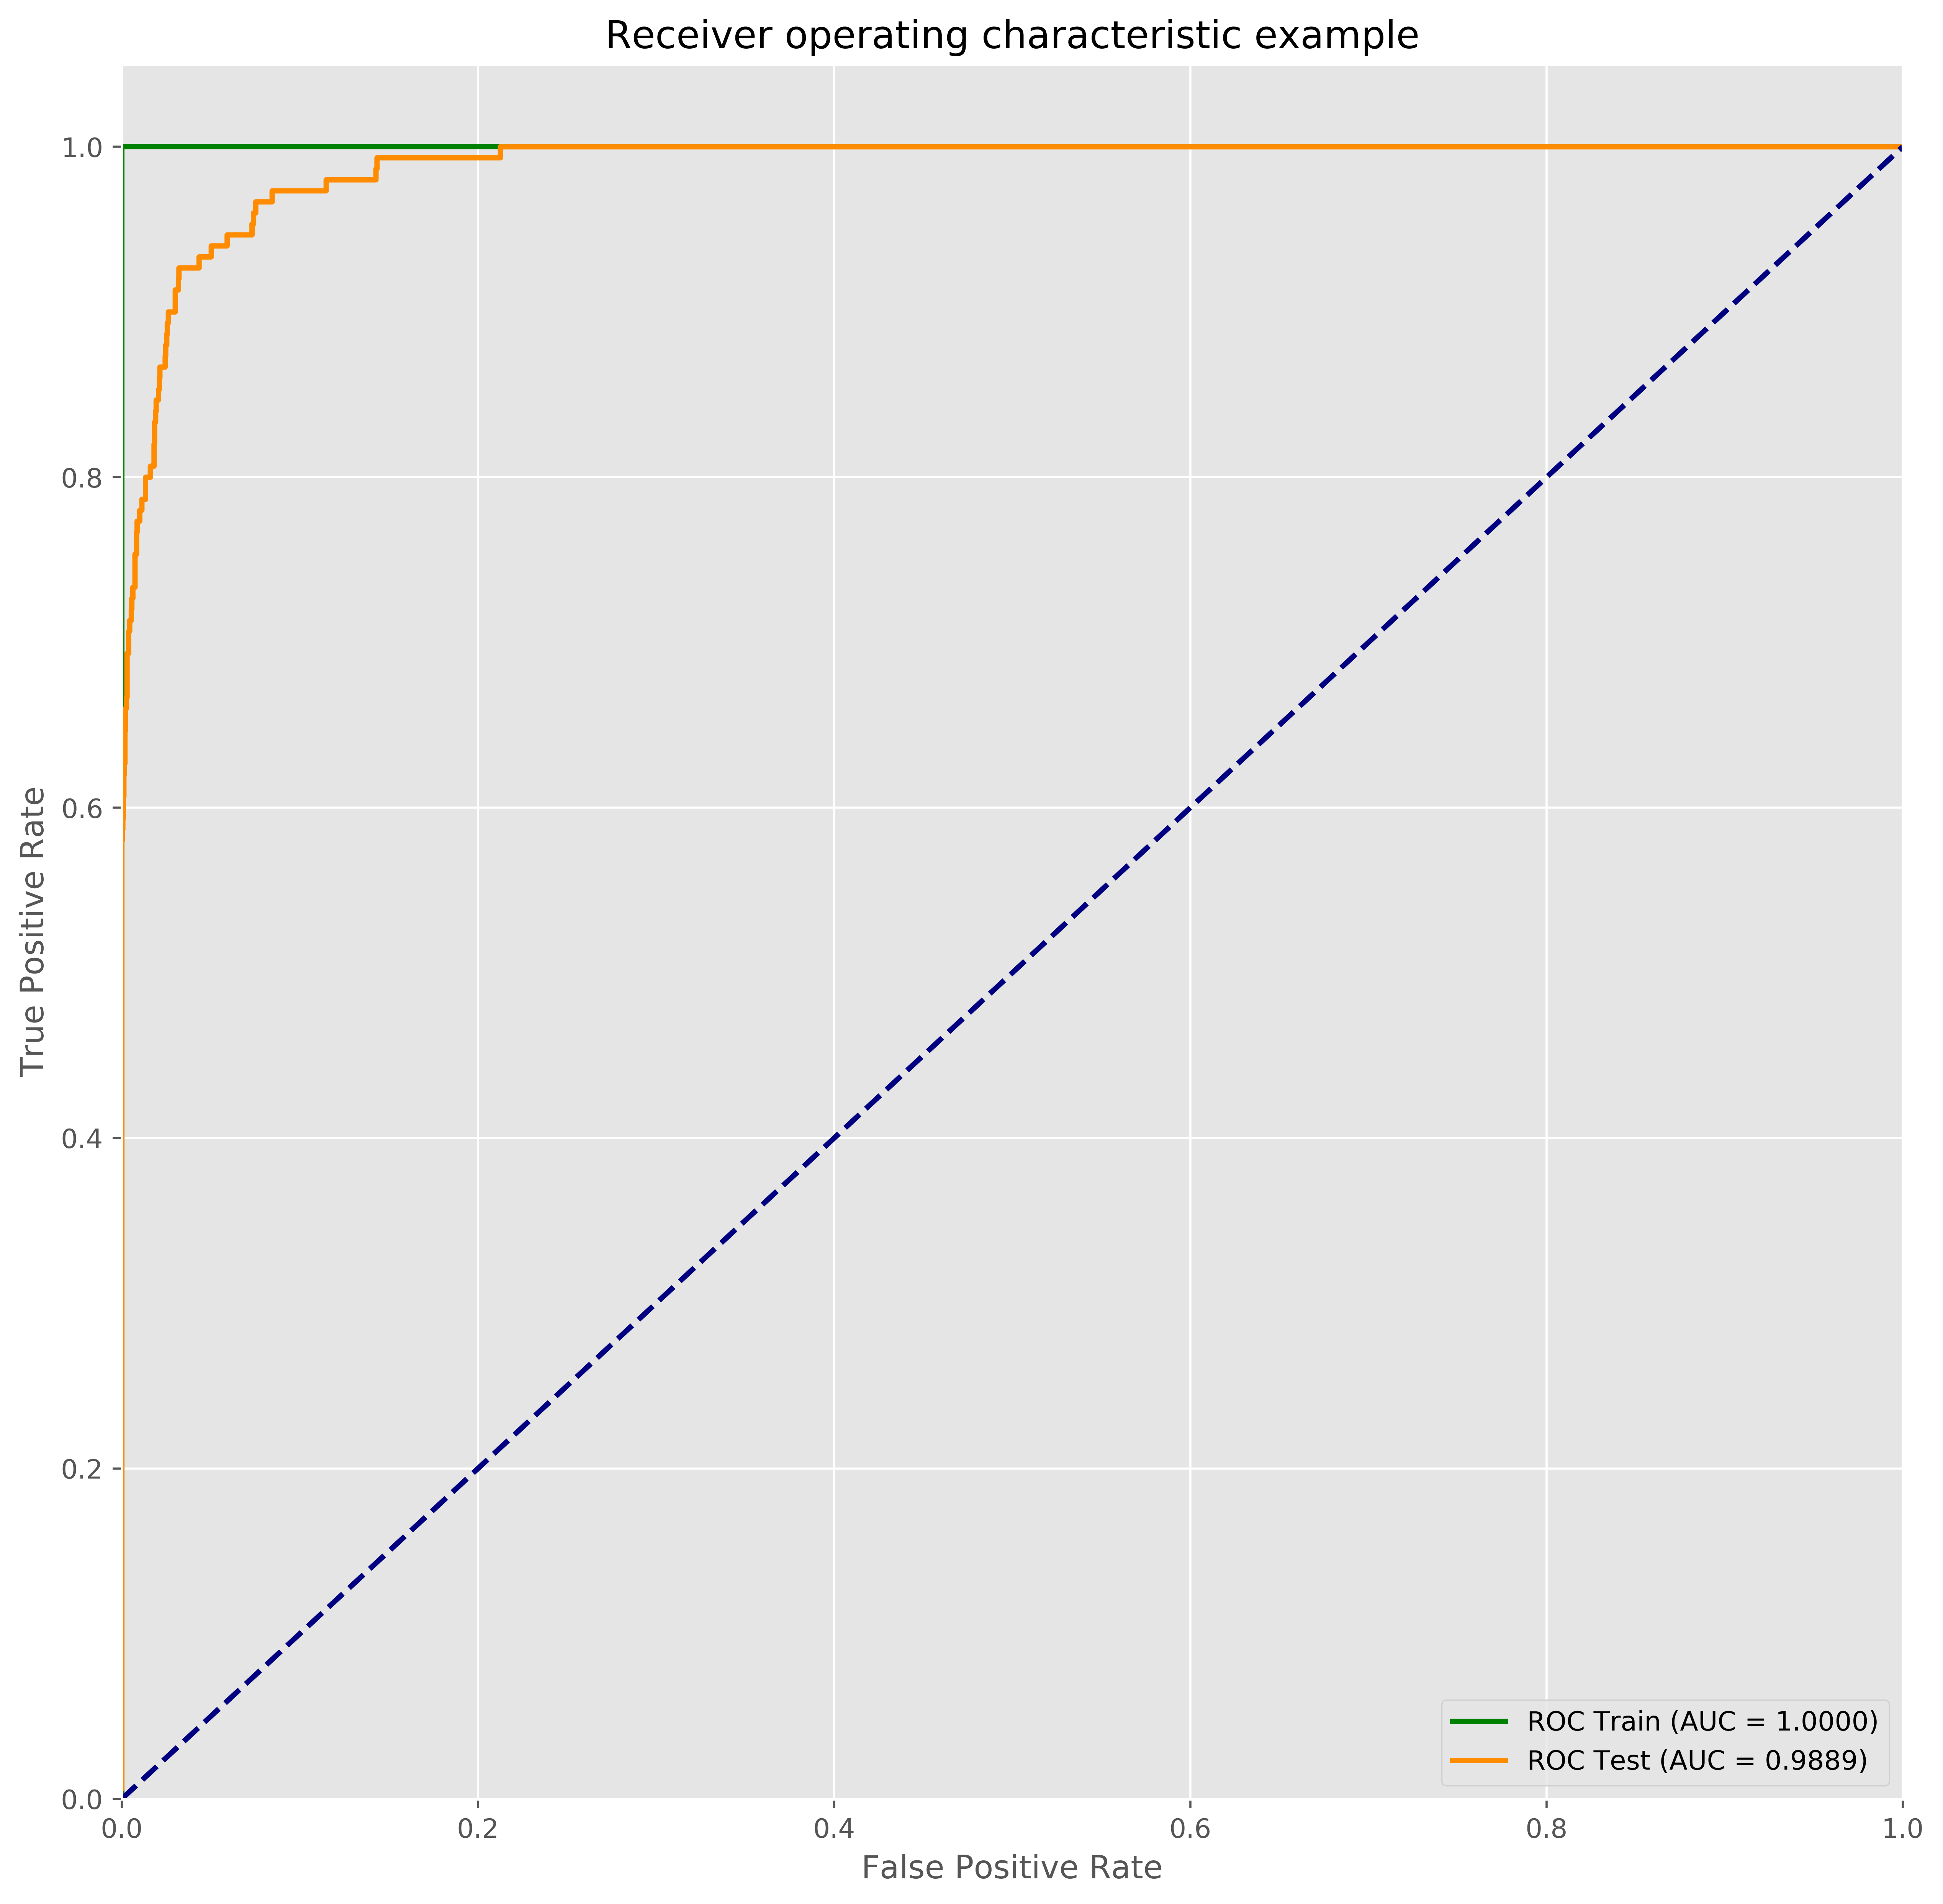 Receiver operating characteristic example
1.0
0.8
0.6
0.4
0.2
0.0
True Positive Rate
0.0 0.2 0.4 0.6 0.8 1.0
False Positive Rate
ROC Train (AUC = 1.0000)
ROC Test (AUC = 0.9889)